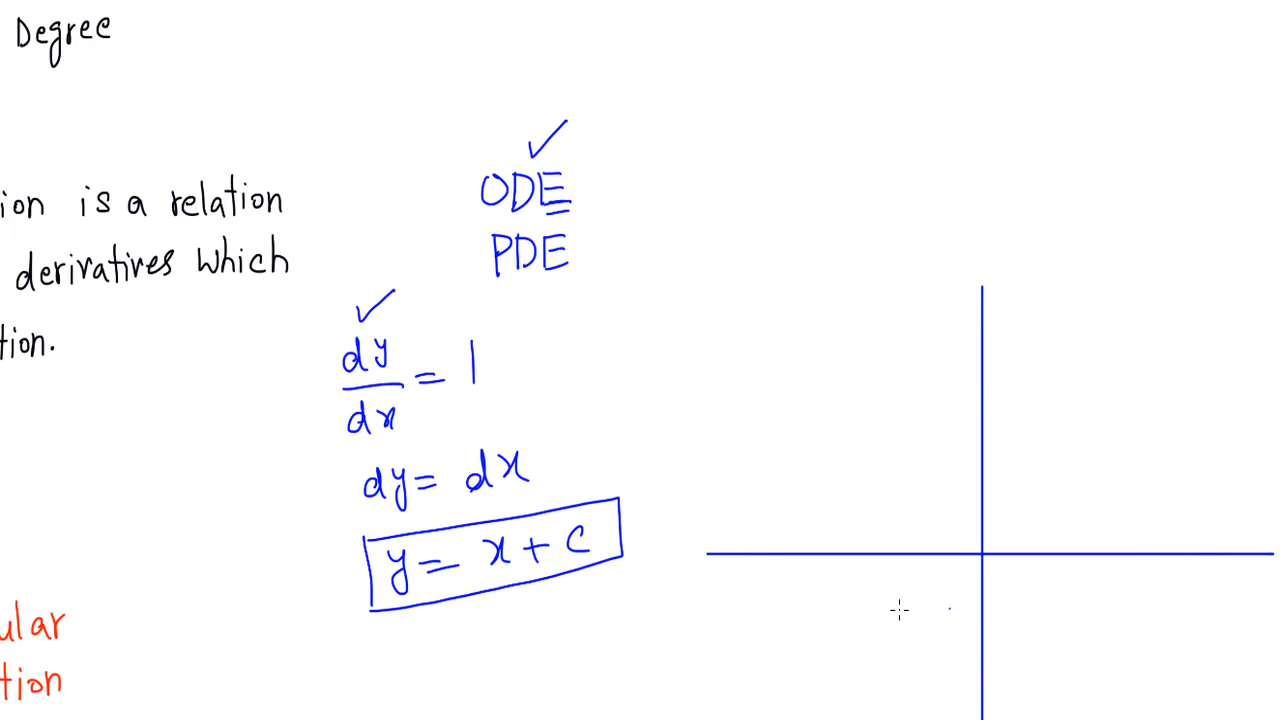 Degree
ion is a relation
derivatives which
tion.
ODE
PDE
dy/dx = 1
dy = dx
y = x + c
ular
tion